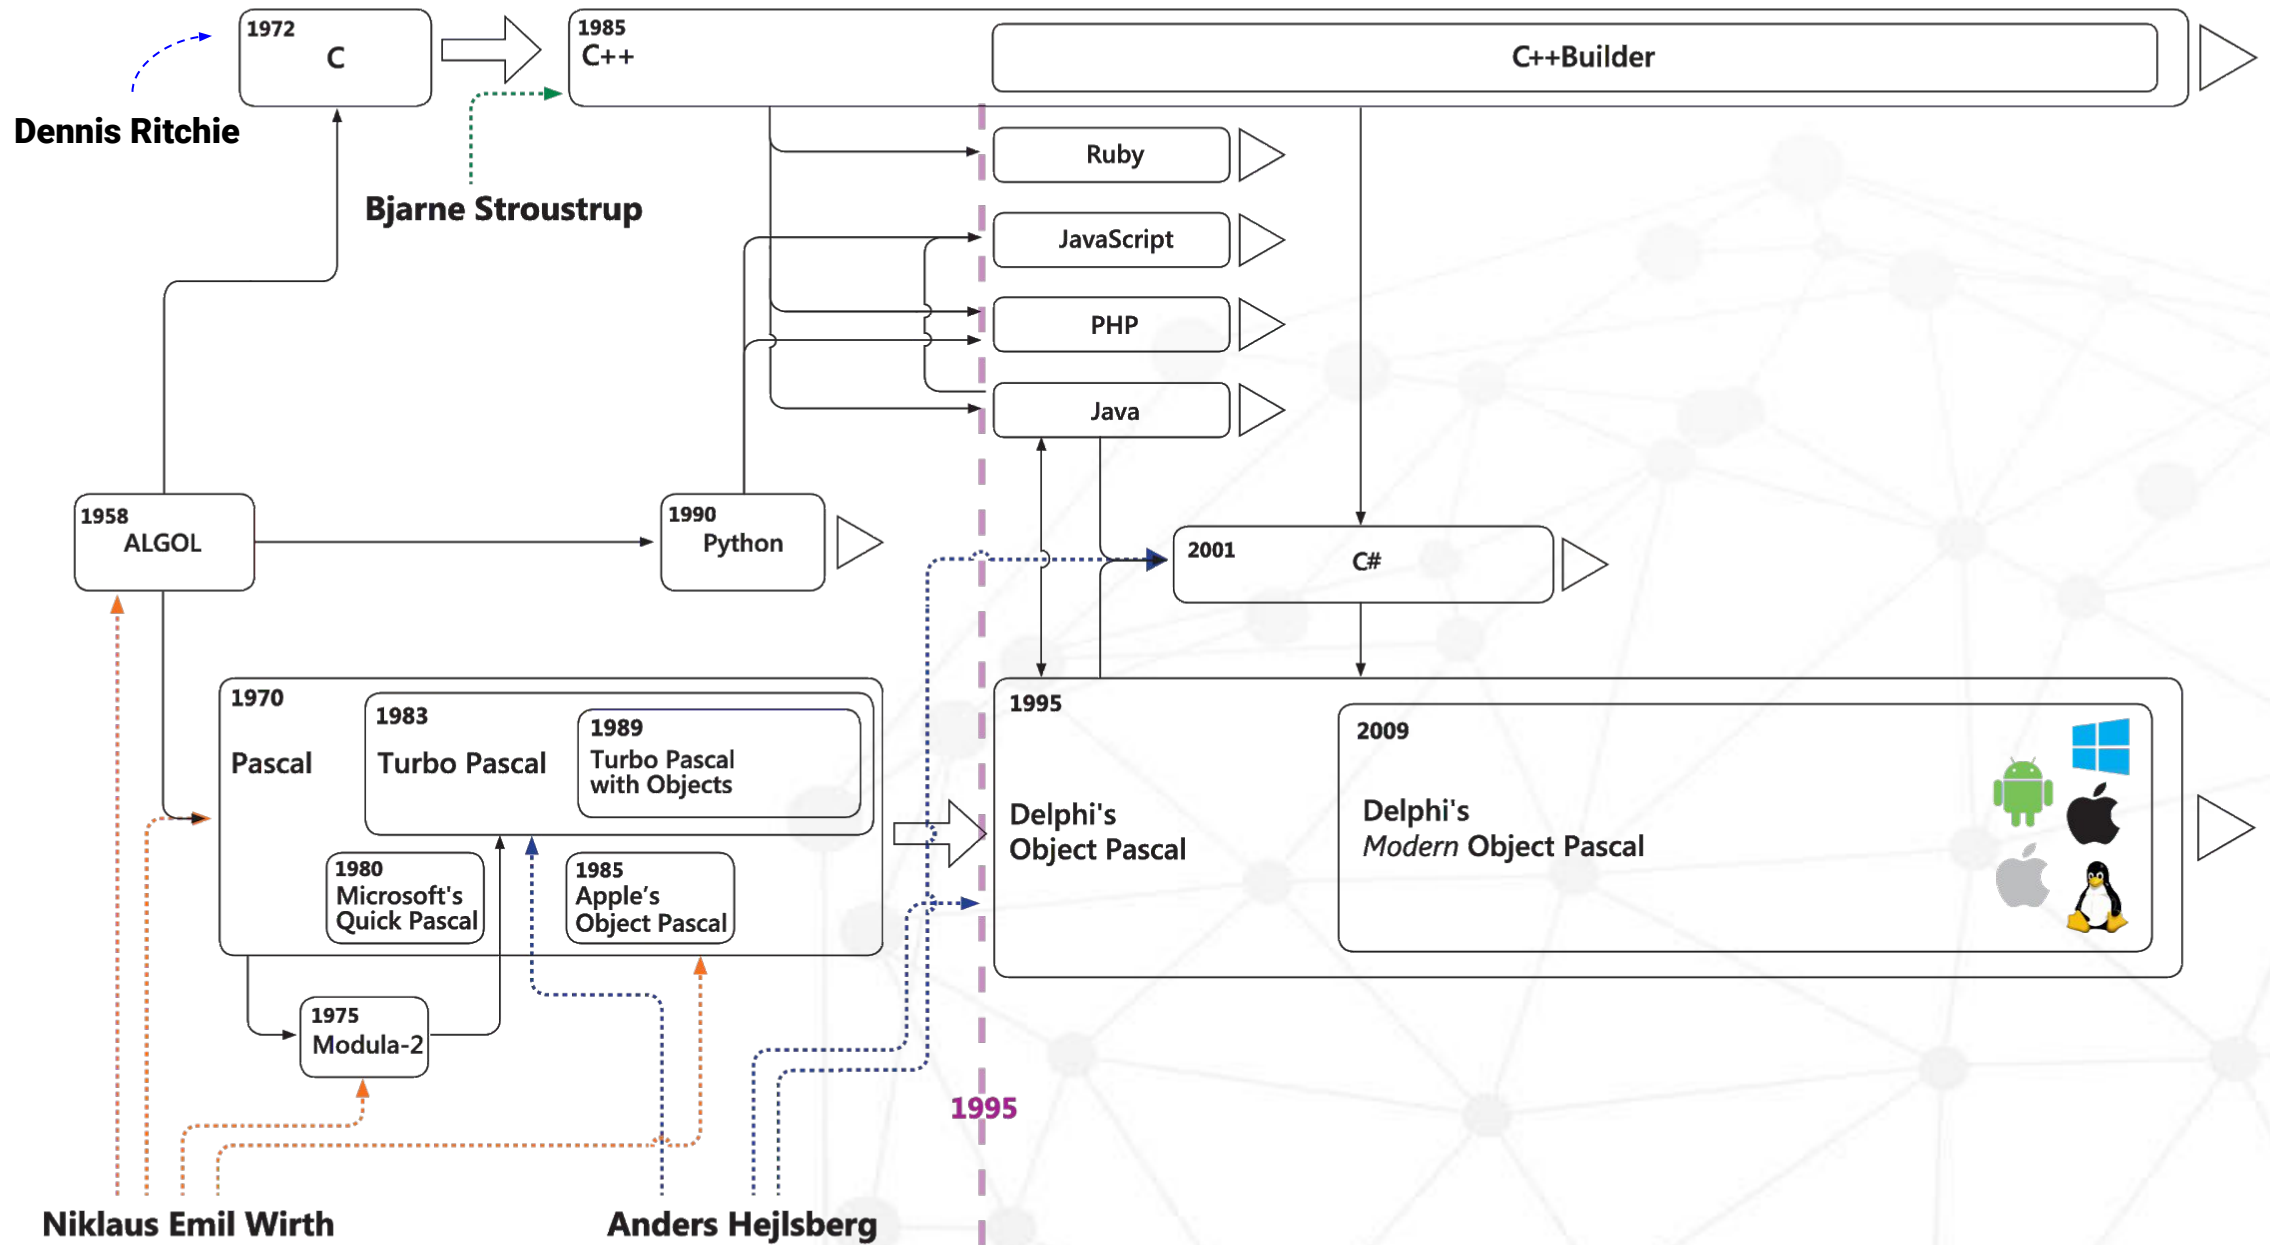 1972
C
1985
C++
C++Builder
Dennis Ritchie
Bjarne Stroustrup
Ruby
JavaScript
PHP
Java
1958
ALGOL
1990
Python
2001
C#
1970
Pascal
1983
Turbo Pascal
1989
Turbo Pascal
with Objects
1980
Microsoft's
Quick Pascal
1985
Apple’s
Object Pascal
1975
Modula-2
1995
Delphi's
Object Pascal
2009
Delphi's
Modern Object Pascal
1995
Niklaus Emil Wirth
Anders Hejlsberg